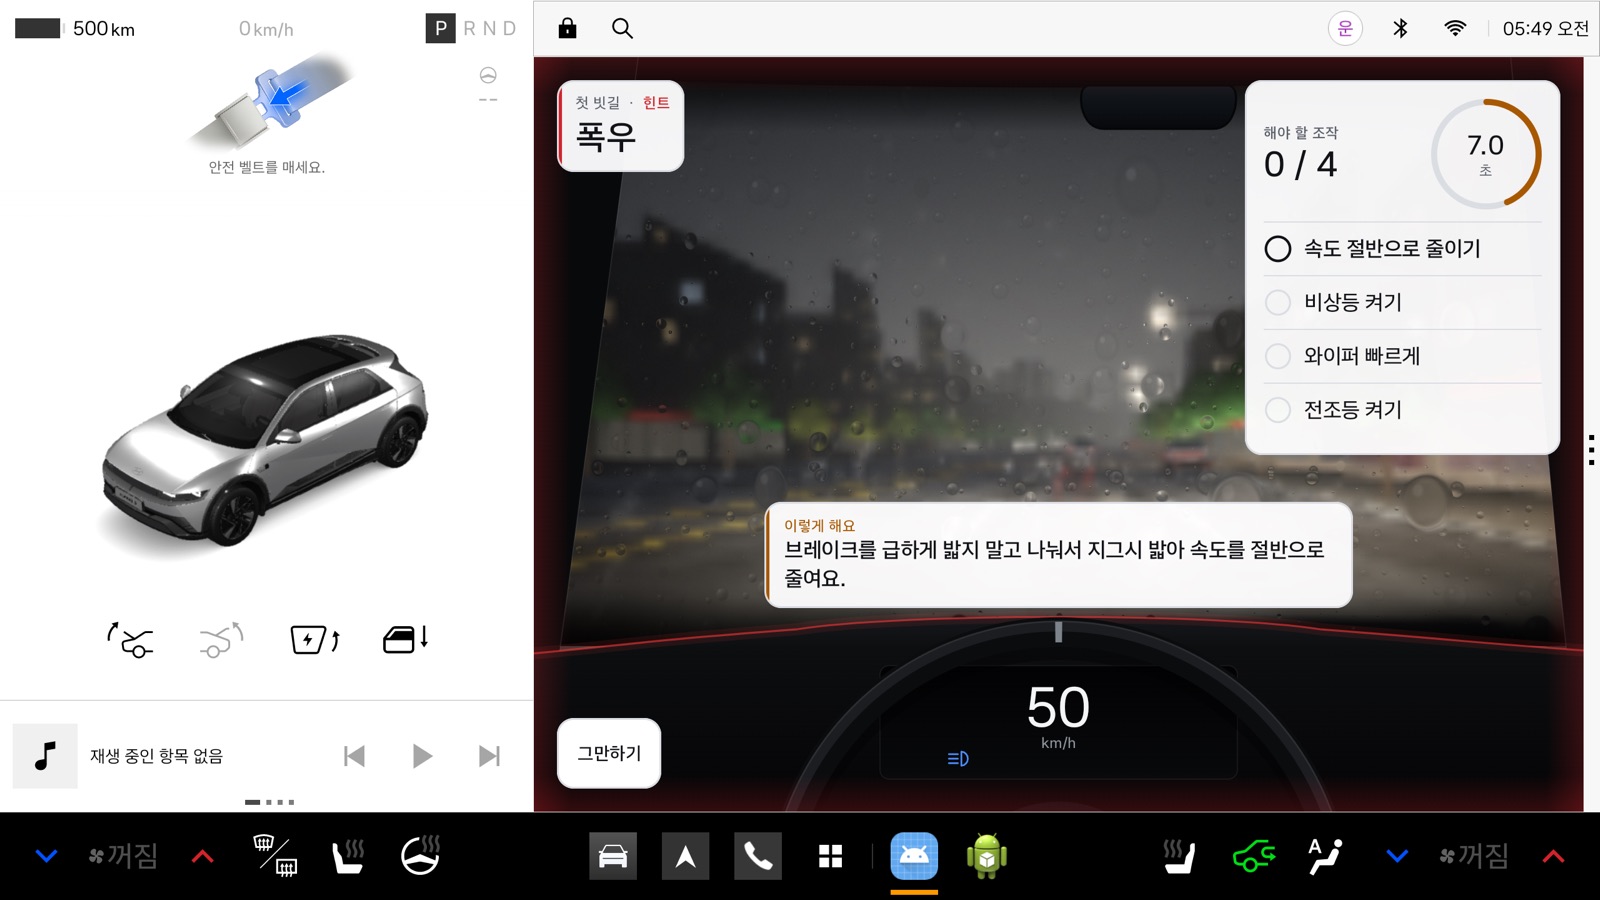 500 km
0 km/h
P R N D
--
안전 벨트를 매세요.
재생 중인 항목 없음
운
05:49 오전
첫 빗길 · 힌트
폭우
해야 할 조작
0 / 4
7.0
초
속도 절반으로 줄이기
비상등 켜기
와이퍼 빠르게
전조등 켜기
이렇게 해요
브레이크를 급하게 밟지 말고 나눠서 지그시 밟아 속도를 절반으로
줄여요.
50
km/h
그만하기
꺼짐
A
꺼짐